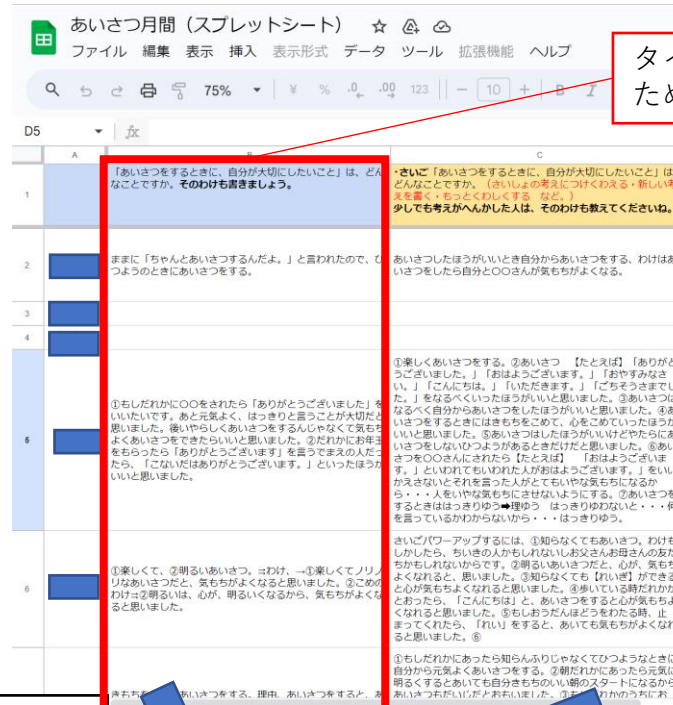 あいさつ月間（スプレットシート）
ファイル 編集 表示 挿入 表示形式 データ ツール 拡張機能 ヘルプ
75% ¥ % .0 .00 123 10 B I
タイ
ため
D5 fx
A B C
1
「あいさつをするときに、自分が大切にしたいこと」は、どん
なことですか。そのわけも書きましょう。
・さいご「あいさつをするときに、自分が大切にしたいこと」は
どんなことですか。（さいしょの考えにつけくわえる・新しい考
えを書く・もっとくわしくする など。）
少しでも考えがへんかした人は、そのわけも教えてくださいね。
2
ままに「ちゃんとあいさつするんだよ。」と言われたので、ひ
つようのときにあいさつをする。
あいさつしたほうがいいとき自分からあいさつをする、わけはあ
いさつをしたら自分と〇〇さんが気もちがよくなる。
3
4
5
①もしだれかに〇〇をされたら「ありがとうございました」を
いいたいです。あと元気よく、はっきりと言うことが大切だと
思いました。後いやらしくあいさつをするんじゃなくて気もち
よくあいさつをできたらいいと思いました。②だれかにお年玉
をもらったら「ありがとうございます」を言うでまえの人だっ
たら、「こないだはありがとうございます。」といったほうが
いいと思いました。
①楽しくあいさつをする。②あいさつ 【たとえば】「ありがと
うございました。」「おはようございます。」「おやすみなさ
い。」「こんにちは。」「いただきます。」「ごちそうさまでし
た。」をなるべくいったほうがいいと思いました。③あいさつは
なるべく自分からあいさつをしたほうがいいと思いました。④あ
いさつをするときにはきもちをこめて、心をこめていったほうが
いいと思いました。⑤あいさつはしたほうがいいけどやたらにあ
いさつをしないひつようがあるときだけだと思いました。⑥あい
さつを〇〇さんにされたら【たとえば】 「おはようございま
す。」といわれてもいわれた人がおはようございます。」をいい
かえさないとそれを言った人がとてもいやな気もちになるか
ら・・・人をいやな気もちにさせないようにする。⑦あいさつを
するときははっきりゆう➡理ゆう はっきりゆわないと・・・何
を言っているかわからないから・・・はっきりゆう。
6
①楽しくて、②明るいあいさつ。⇒わけ、→①楽しくてノリノ
リなあいさつだと、気もちがよくなると思いました。②こめの
わけ⇒②明るいは、心が、明るいくなるから、気もちがよくな
ると思いました。
さいごパワーアップするには、①知らなくてもあいさつ。わけも
しかしたら、ちいきの人かもしれないしお父さんお母さんの友だ
ちかもしれないからです。②明るいあいさつだと、心が、気もち
よくなれると、思いました。③知らなくても【れいぎ】ができる
と心が気もちよくなれると思いました。④歩いている時だれかか
とおったら、「こんにちは」と、あいさつをすると心が気もちよ
くなれると思いました。⑤もしおうだんほどうをわたる時、止
まってくれたら、「れい」をすると、あいても気もちがよくなれ
ると思いました。⑥
きもち あいさつをする。理由、あいさつをすると、あ
①もしだれかにあったら知らんふりじゃなくてひつようなときに
自分から元気よくあいさつをする。②朝だれかにあったら元気に
明るくするとあいても自分きもちのいい朝のスタートになるから
あいさつもだいじだとおもいました。③もし れかのうちにお